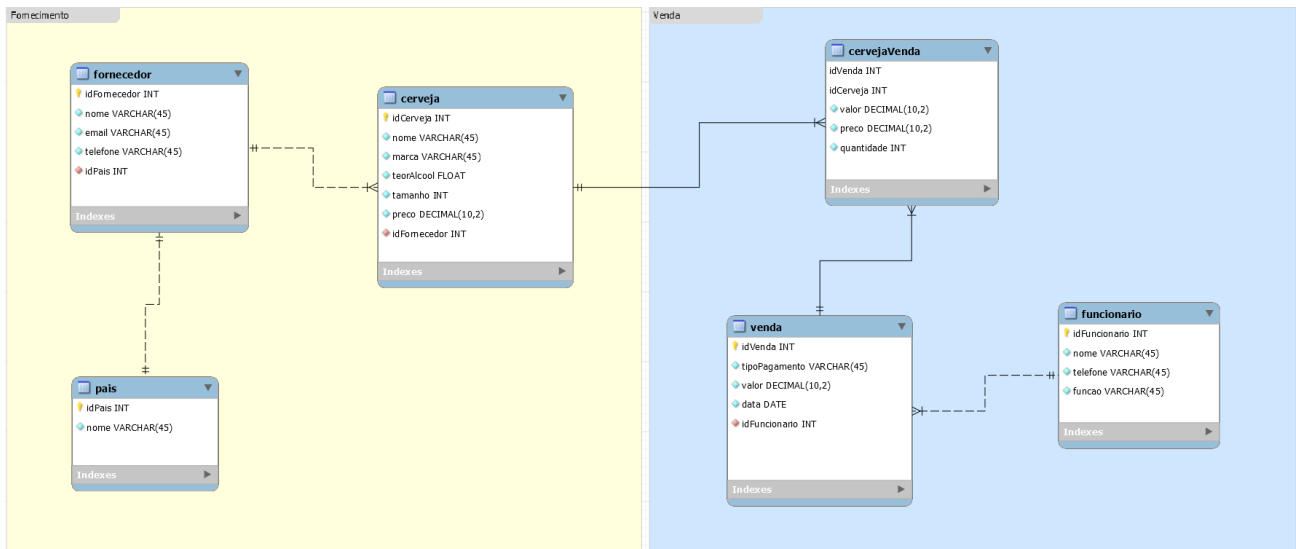 Fornecimento
fornecedor
idFornecedor INT
nome VARCHAR(45)
email VARCHAR(45)
telefone VARCHAR(45)
idPais INT
Indexes
cerveja
idCerveja INT
nome VARCHAR(45)
marca VARCHAR(45)
teorAlcool FLOAT
tamanho INT
preco DECIMAL(10,2)
idFornecedor INT
Indexes
pais
idPais INT
nome VARCHAR(45)
Indexes
Venda
cervejaVenda
idVenda INT
idCerveja INT
valor DECIMAL(10,2)
preco DECIMAL(10,2)
quantidade INT
Indexes
venda
idVenda INT
tipoPagamento VARCHAR(45)
valor DECIMAL(10,2)
data DATE
idFuncionario INT
Indexes
funcionario
idFuncionario INT
nome VARCHAR(45)
telefone VARCHAR(45)
funcao VARCHAR(45)
Indexes